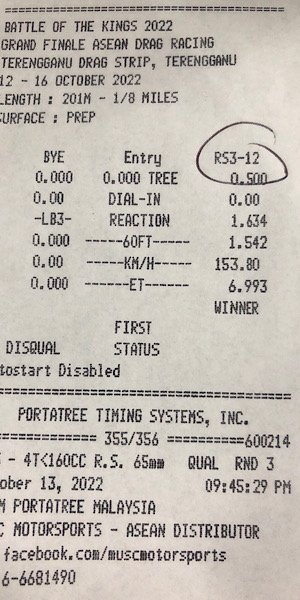 BATTLE OF THE KINGS 2022
GRAND FINALE ASEAN DRAG RACING
TERENGGANU DRAG STRIP, TERENGGANU
12 - 16 OCTOBER 2022
LENGTH : 201M - 1/8 MILES
SURFACE : PREP
BYE Entry RS3-12
0.000 0.000 TREE 0.500
0.00 DIAL-IN 0.00
-LB3- REACTION 1.634
0.000 ------60FT------ 1.542
0.00 ------KM/H------ 153.80
0.000 ------ET------ 6.993
WINNER
FIRST
DISQUAL STATUS
tostart Disabled
PORTATREE TIMING SYSTEMS, INC.
============ 355/356 ==========600214
- 4T<160CC R.S. 65mm QUAL RND 3
ober 13, 2022 09:45:29 PM
M PORTATREE MALAYSIA
C MOTORSPORTS - ASEAN DISTRIBUTOR
facebook.com/muscmotorsports
6-6681490